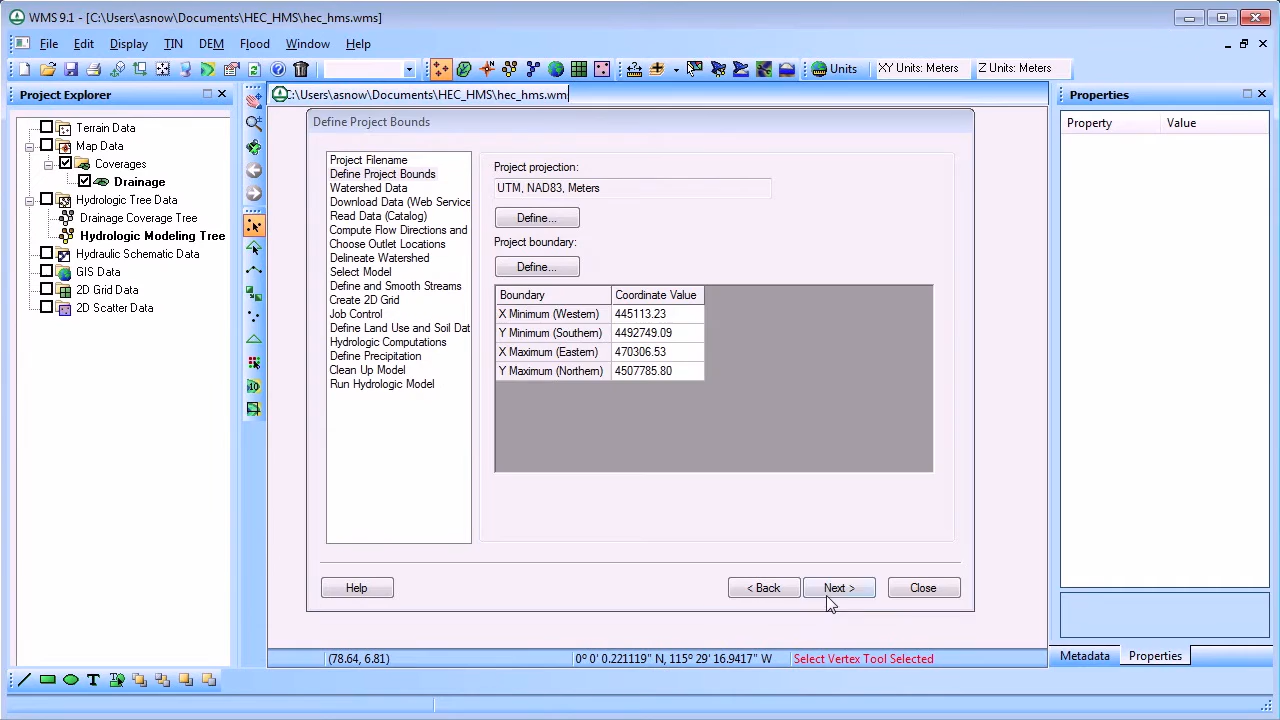 WMS 9.1 - [C:\Users\asnow\Documents\HEC_HMS\hec_hms.wms]
File Edit Display TIN DEM Flood Window Help
Units XY Units: Meters Z Units: Meters
Project Explorer
C:\Users\asnow\Documents\HEC_HMS\hec_hms.wm
Properties
Terrain Data
Map Data
Coverages
Drainage
Hydrologic Tree Data
Drainage Coverage Tree
Hydrologic Modeling Tree
Hydraulic Schematic Data
GIS Data
2D Grid Data
2D Scatter Data
Define Project Bounds
Project Filename
Define Project Bounds
Watershed Data
Download Data (Web Service
Read Data (Catalog)
Compute Flow Directions and
Choose Outlet Locations
Delineate Watershed
Select Model
Define and Smooth Streams
Create 2D Grid
Job Control
Define Land Use and Soil Dat
Hydrologic Computations
Define Precipitation
Clean Up Model
Run Hydrologic Model
Project projection:
UTM, NAD83, Meters
Define...
Project boundary:
Define...
Boundary Coordinate Value
X Minimum (Western) 445113.23
Y Minimum (Southern) 4492749.09
X Maximum (Eastern) 470306.53
Y Maximum (Northern) 4507785.80
Help < Back Next > Close
Property Value
Metadata Properties
(78.64, 6.81) 0º 0' 0.221119" N, 115º 29' 16.9417" W Select Vertex Tool Selected